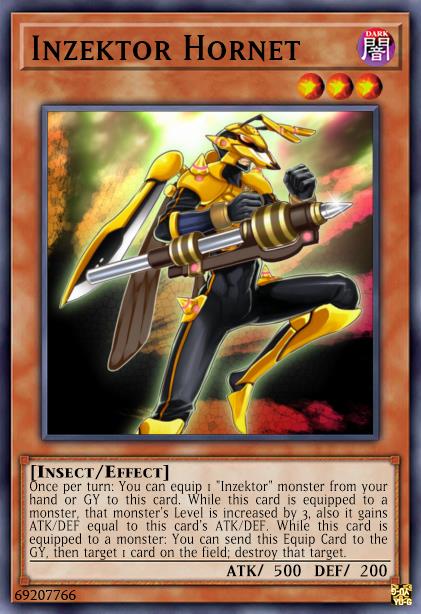 Inzektor Hornet
DARK
闇
[Insect/Effect]
Once per turn: You can equip 1 "Inzektor" monster from your
hand or GY to this card. While this card is equipped to a
monster, that monster's Level is increased by 3, also it gains
ATK/DEF equal to this card's ATK/DEF. While this card is
equipped to a monster: You can send this Equip Card to the
GY, then target 1 card on the field; destroy that target.
ATK/ 500 DEF/ 200
69207766